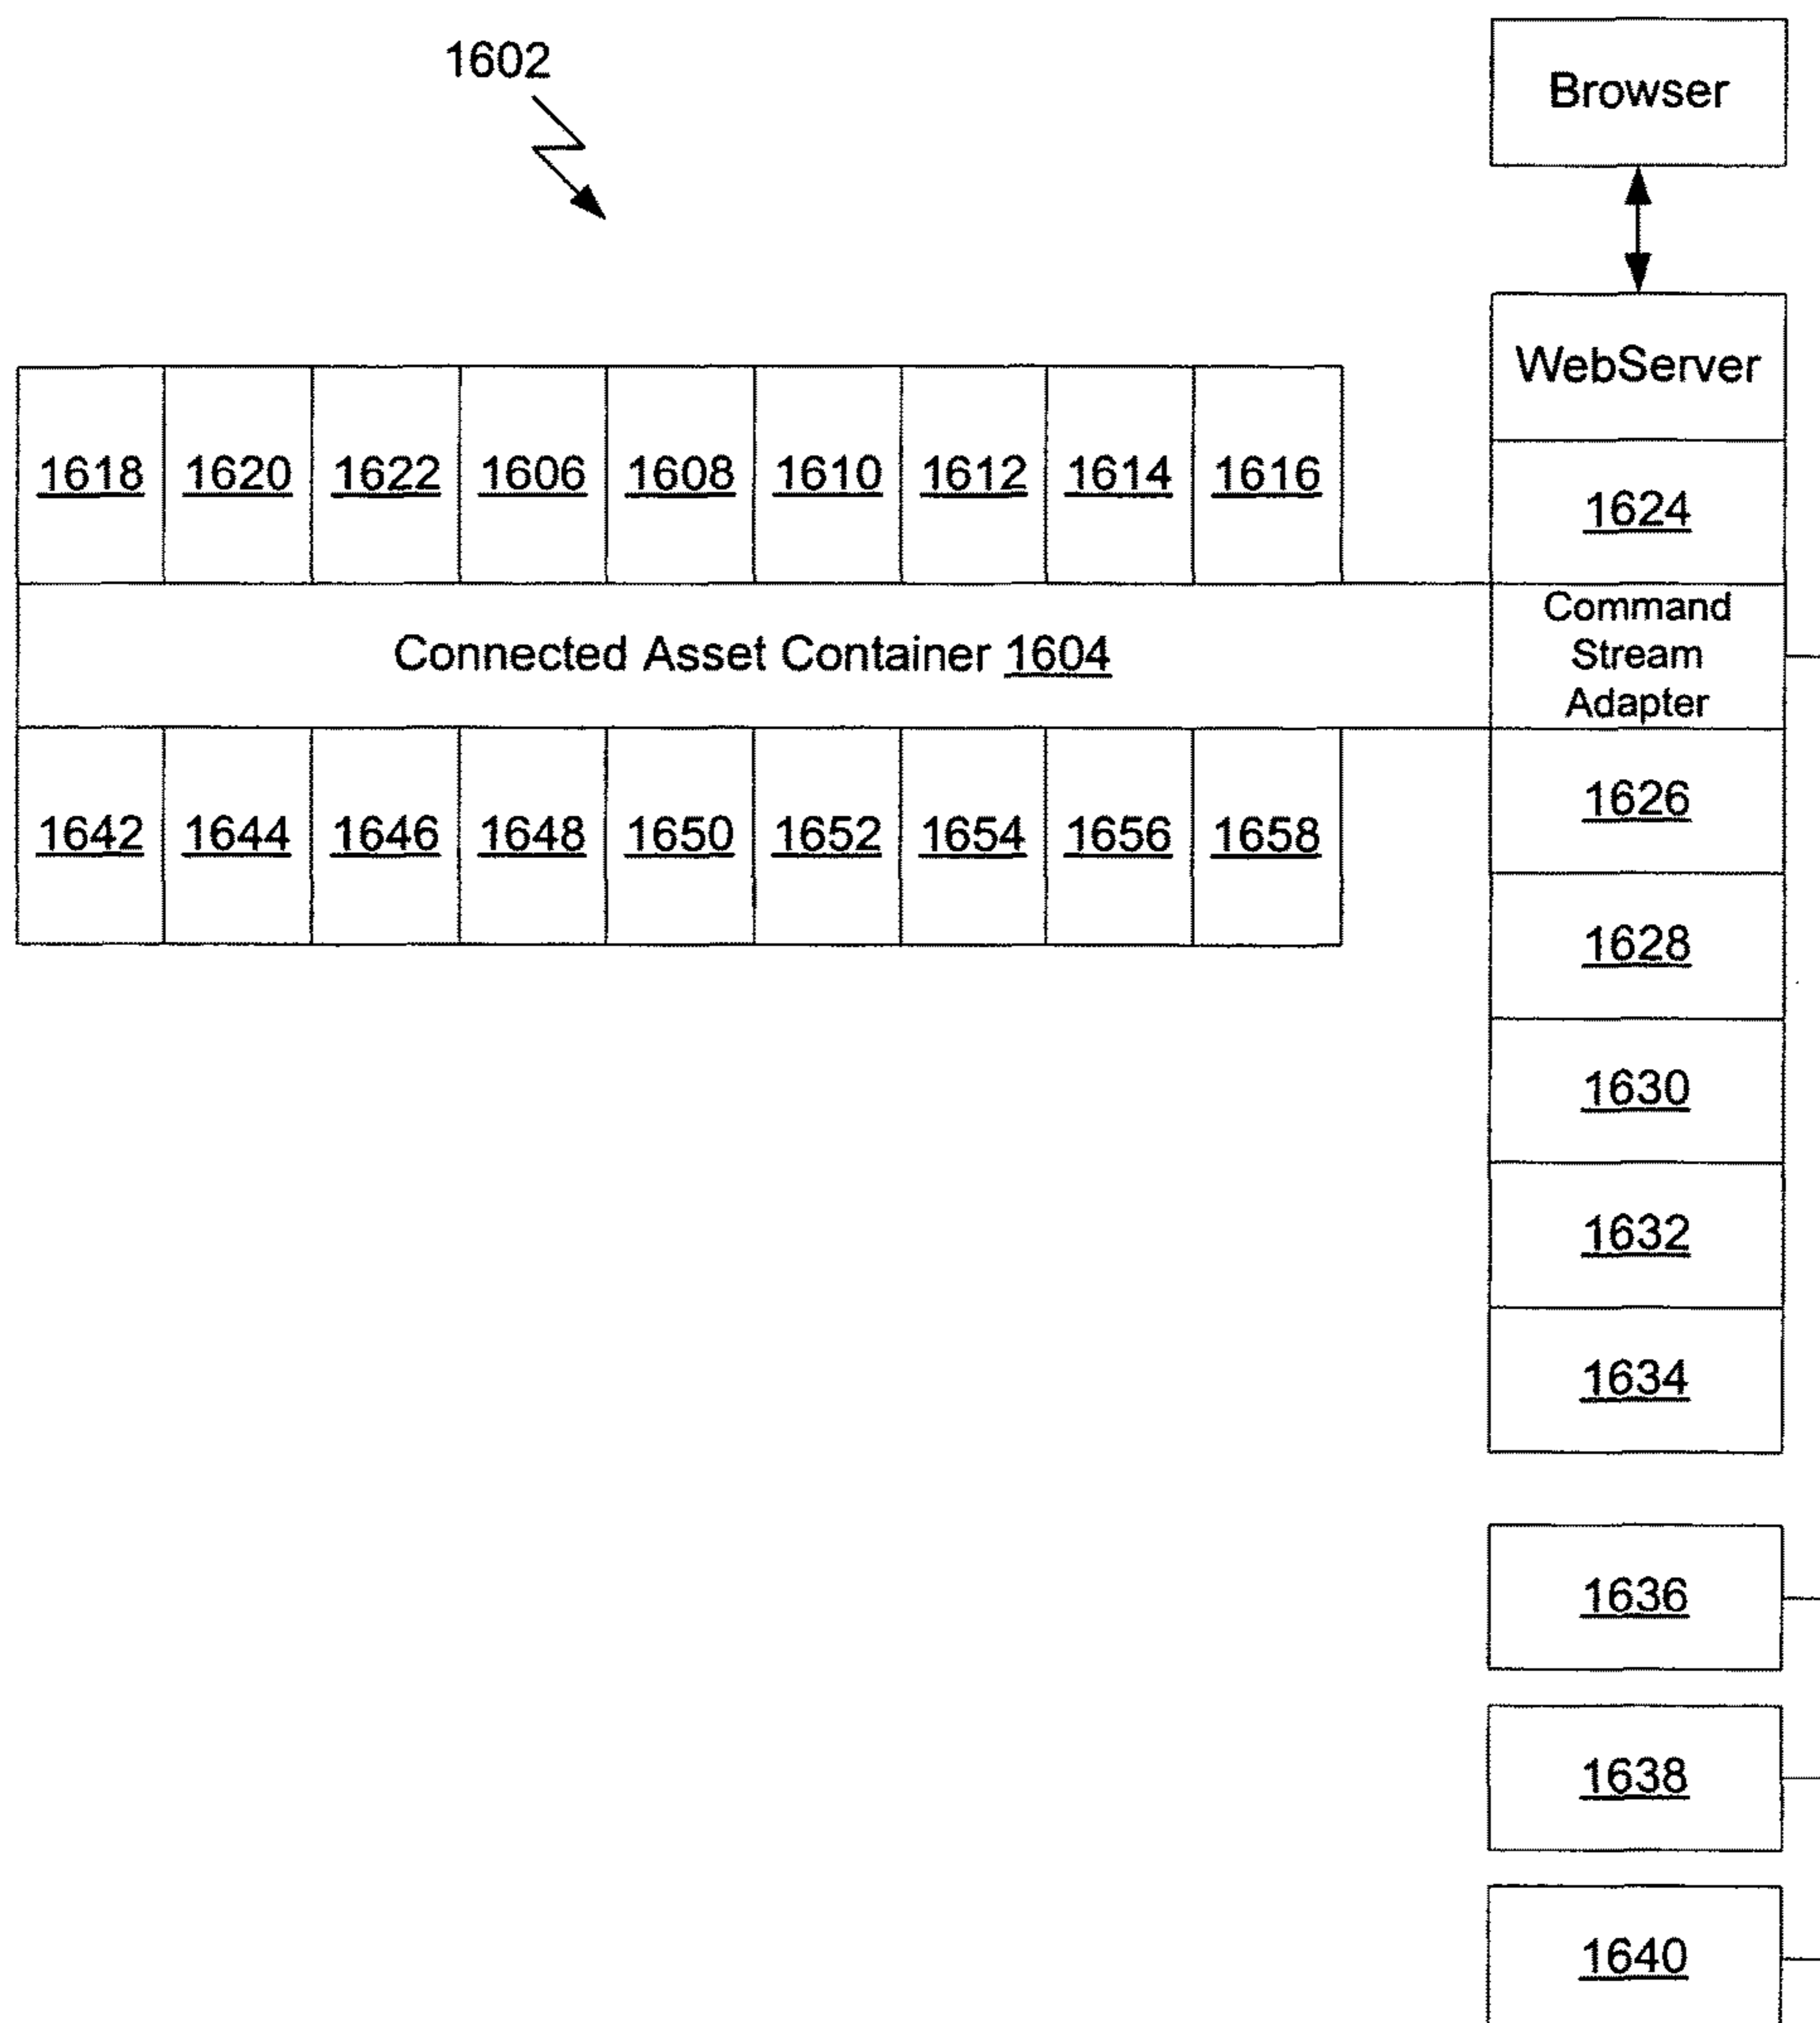 1602
Browser
WebServer
1618 1620 1622 1606 1608 1610 1612 1614 1616
1624
Connected Asset Container 1604
Command
Stream
Adapter
1642 1644 1646 1648 1650 1652 1654 1656 1658
1626
1628
1630
1632
1634
1636
1638
1640